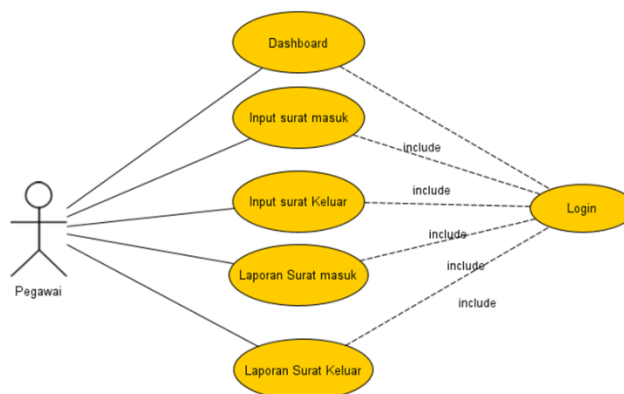 Dashboard
Input surat masuk
include
Input surat Keluar
include
Login
include
Laporan Surat masuk
include
Pegawai
include
Laporan Surat Keluar